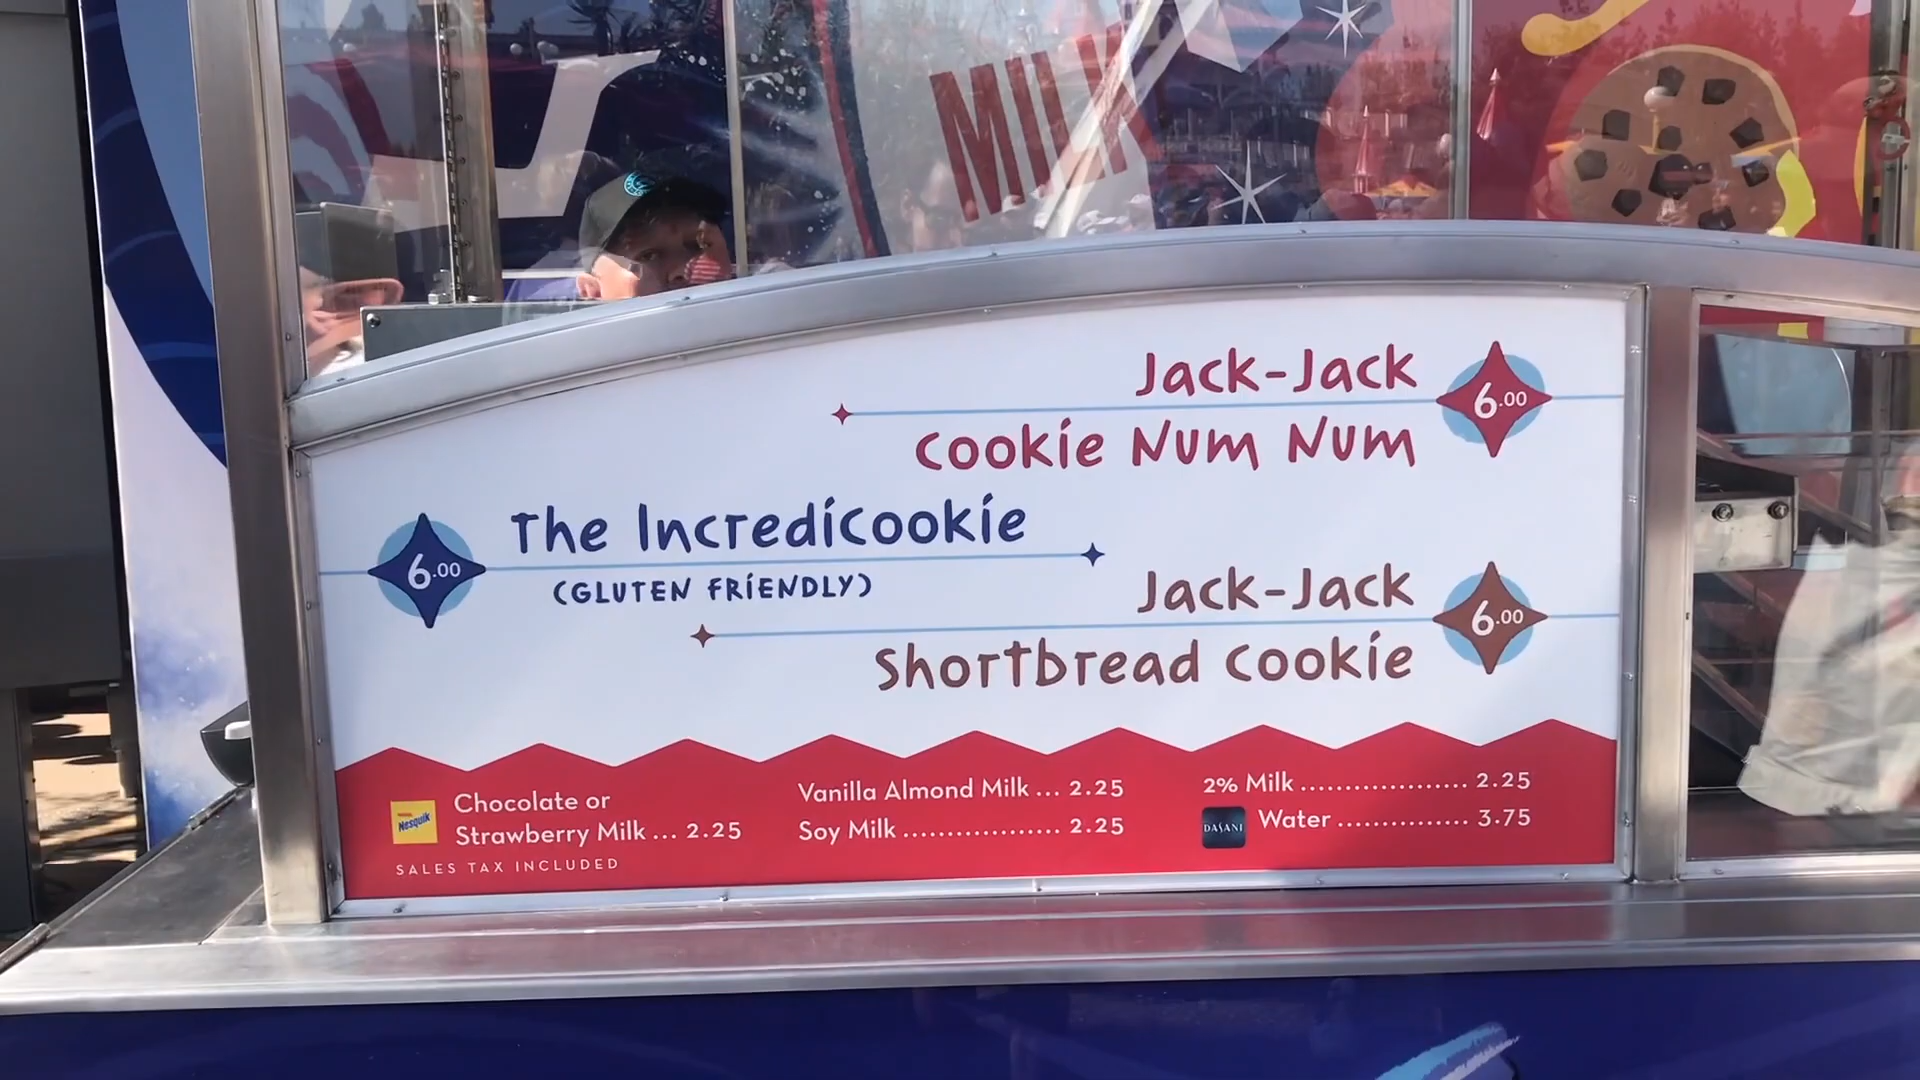 MILK
Jack-Jack
Cookie Num Num
6.00
The Incredicookie
(GLUTEN FRIENDLY)
6.00
Jack-Jack
Shortbread Cookie
6.00
Nesquik
Chocolate or
Strawberry Milk ... 2.25
SALES TAX INCLUDED
Vanilla Almond Milk ... 2.25
Soy Milk .................. 2.25
2% Milk ................... 2.25
DASANI
Water ............... 3.75